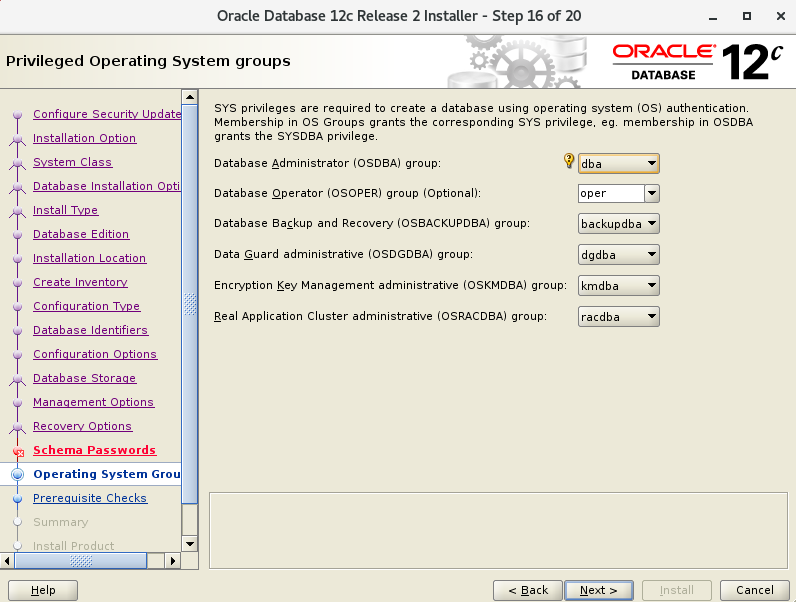 Oracle Database 12c Release 2 Installer - Step 16 of 20
Privileged Operating System groups
ORACLE
DATABASE
12c
Configure Security Update
Installation Option
System Class
Database Installation Opti
Install Type
Database Edition
Installation Location
Create Inventory
Configuration Type
Database Identifiers
Configuration Options
Database Storage
Management Options
Recovery Options
Schema Passwords
Operating System Grou
Prerequisite Checks
Summary
Install Product
SYS privileges are required to create a database using operating system (OS) authentication.
Membership in OS Groups grants the corresponding SYS privilege, eg. membership in OSDBA
grants the SYSDBA privilege.
Database Administrator (OSDBA) group: dba
Database Operator (OSOPER) group (Optional): oper
Database Backup and Recovery (OSBACKUPDBA) group: backupdba
Data Guard administrative (OSDGDBA) group: dgdba
Encryption Key Management administrative (OSKMDBA) group: kmdba
Real Application Cluster administrative (OSRACDBA) group: racdba
Help
< Back
Next >
Install
Cancel